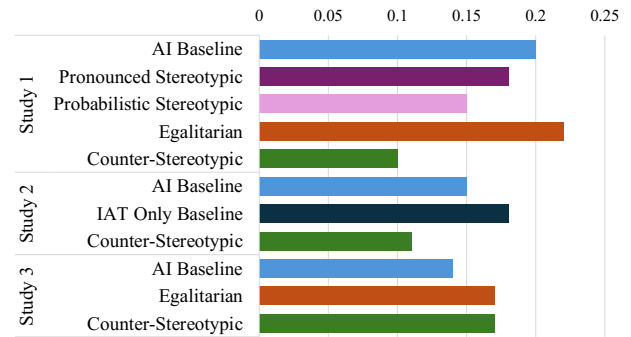 0 0.05 0.1 0.15 0.2 0.25
Study 1
AI Baseline
Pronounced Stereotypic
Probabilistic Stereotypic
Egalitarian
Counter-Stereotypic
Study 2
AI Baseline
IAT Only Baseline
Counter-Stereotypic
Study 3
AI Baseline
Egalitarian
Counter-Stereotypic